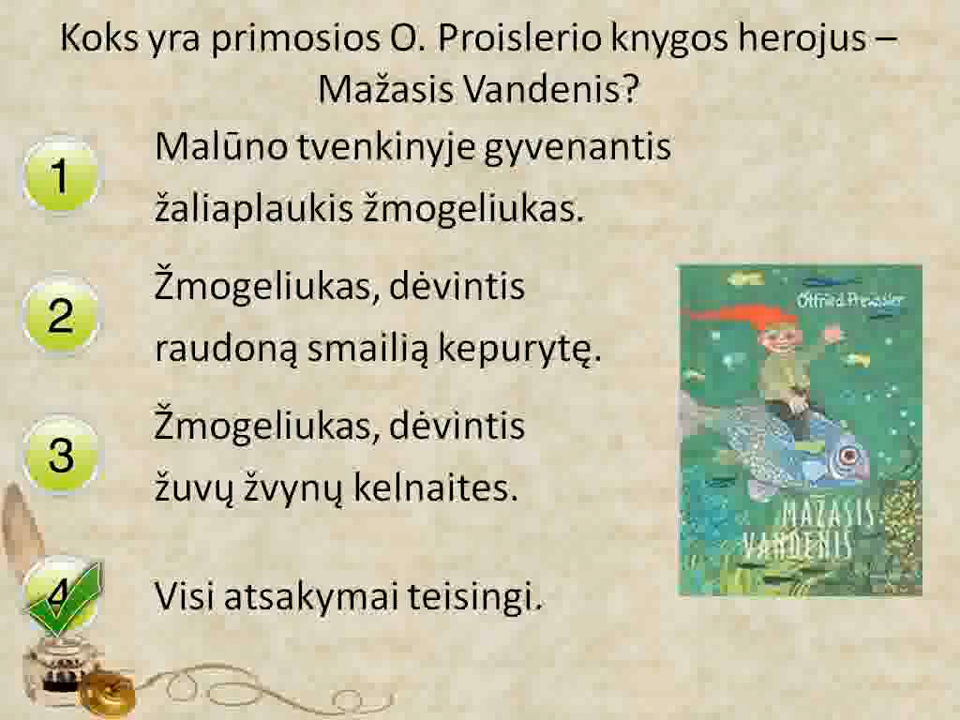 Koks yra primosios O. Proislerio knygos herojus –
Mažasis Vandenis?
1
Malūno tvenkinyje gyvenantis
žaliaplaukis žmogeliukas.
2
Žmogeliukas, dėvintis
raudoną smailią kepurytę.
3
Žmogeliukas, dėvintis
žuvų žvynų kelnaites.
4
Visi atsakymai teisingi.
Otfried Preussler
MAŽASIS
VANDENIS